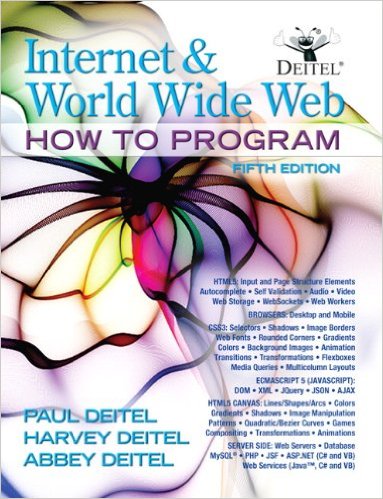 Internet &
World Wide Web
DEITEL®
HOW TO PROGRAM
FIFTH EDITION
HTML5: Input and Page Structure Elements
Autocomplete • Self Validation • Audio • Video
Web Storage • WebSockets • Web Workers
BROWSERS: Desktop and Mobile
CSS3: Selectors • Shadows • Image Borders
Web Fonts • Rounded Corners • Gradients
Colors • Background Images • Animation
Transitions • Transformations • Flexboxes
Media Queries • Multicolumn Layouts
ECMASCRIPT 5 (JAVASCRIPT):
DOM • XML • JQuery • JSON • AJAX
HTML5 CANVAS: Lines/Shapes/Arcs • Colors
Gradients • Shadows • Image Manipulation
Patterns • Quadratic/Bezier Curves • Games
Compositing • Transformations • Animations
SERVER SIDE: Web Servers • Database
MySQL® • PHP • JSF • ASP.NET (C# and VB)
Web Services (Java™, C# and VB)
PAUL DEITEL
HARVEY DEITEL
ABBEY DEITEL